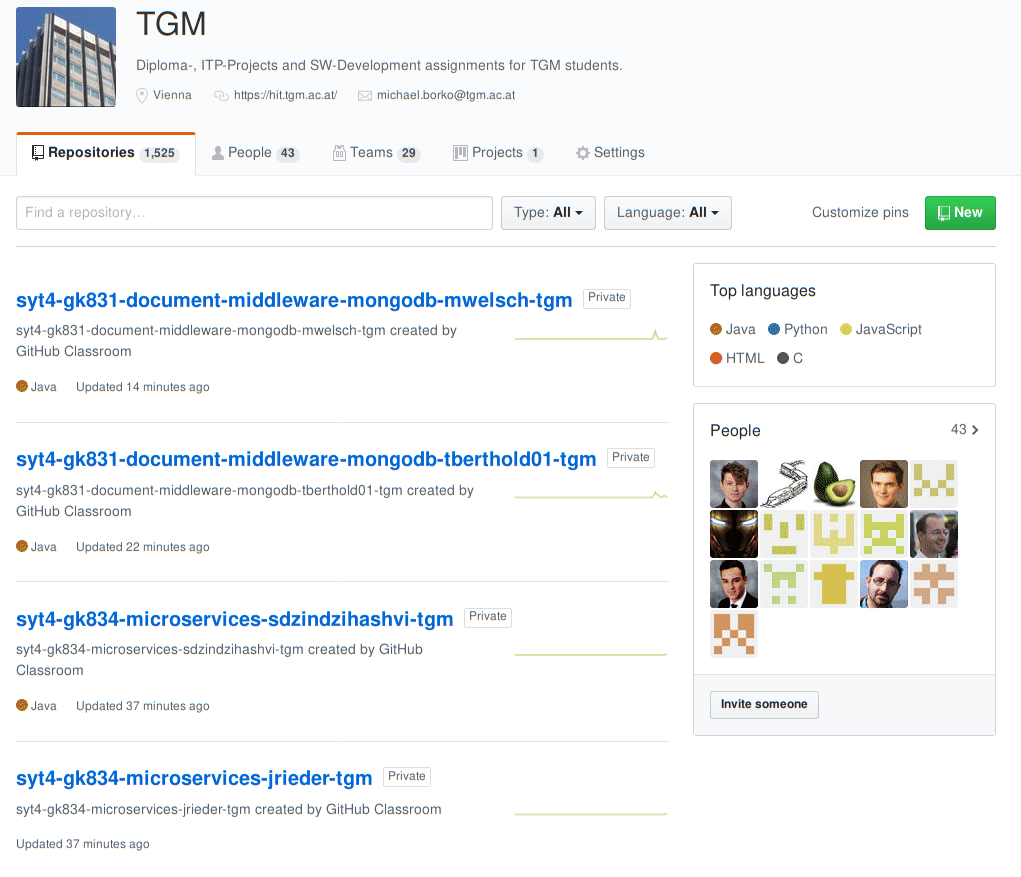 TGM
Diploma-, ITP-Projects and SW-Development assignments for TGM students.
Vienna https://hit.tgm.ac.at/ michael.borko@tgm.ac.at
Repositories 1,525 People 43 Teams 29 Projects 1 Settings
Find a repository… Type: All Language: All Customize pins New
syt4-gk831-document-middleware-mongodb-mwelsch-tgm Private
syt4-gk831-document-middleware-mongodb-mwelsch-tgm created by
GitHub Classroom
Java Updated 14 minutes ago
syt4-gk831-document-middleware-mongodb-tberthold01-tgm Private
syt4-gk831-document-middleware-mongodb-tberthold01-tgm created by
GitHub Classroom
Java Updated 22 minutes ago
syt4-gk834-microservices-sdzindzihashvi-tgm Private
syt4-gk834-microservices-sdzindzihashvi-tgm created by GitHub
Classroom
Java Updated 37 minutes ago
syt4-gk834-microservices-jrieder-tgm Private
syt4-gk834-microservices-jrieder-tgm created by GitHub Classroom
Updated 37 minutes ago
Top languages
Java Python JavaScript
HTML C
People 43
Invite someone